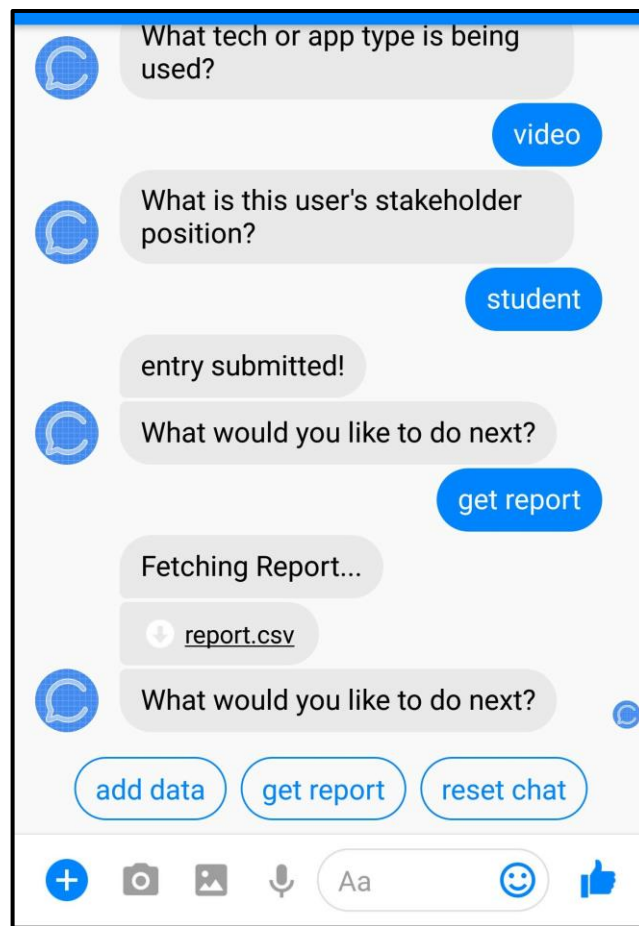 What tech or app type is being
used?
video
What is this user's stakeholder
position?
student
entry submitted!
What would you like to do next?
get report
Fetching Report...
report.csv
What would you like to do next?
add data
get report
reset chat
Aa